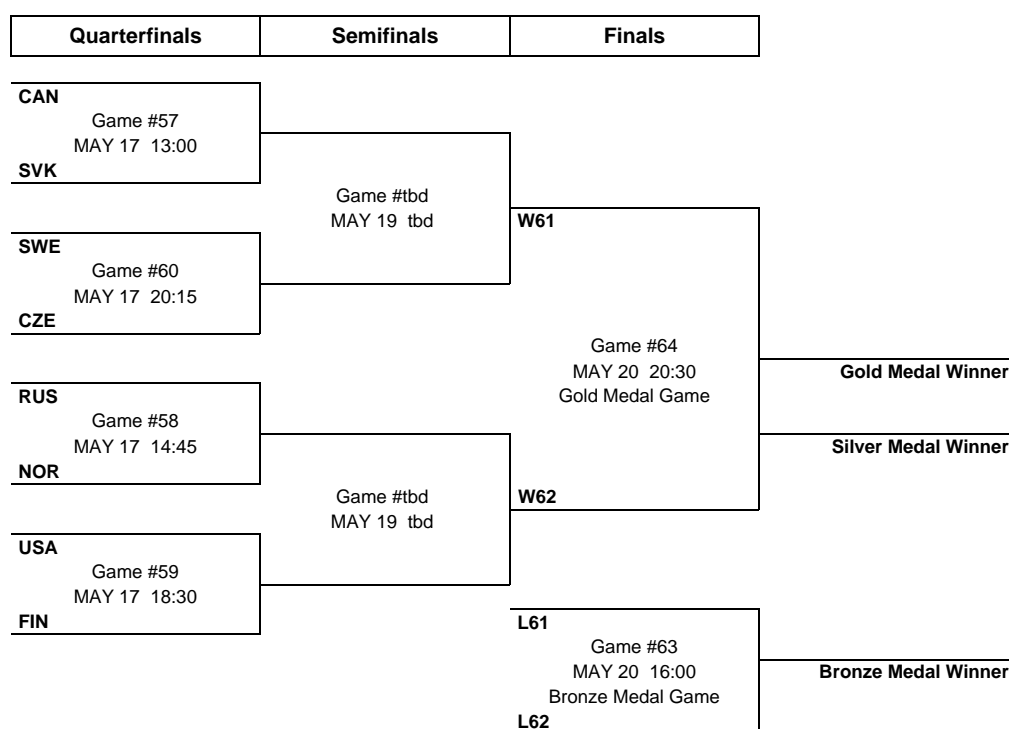 Quarterfinals
Semifinals
Finals
CAN
Game #57
MAY 17 13:00
SVK
Game #tbd
MAY 19 tbd
W61
SWE
Game #60
MAY 17 20:15
CZE
Game #64
MAY 20 20:30
Gold Medal Game
Gold Medal Winner
RUS
Game #58
MAY 17 14:45
NOR
Silver Medal Winner
Game #tbd
MAY 19 tbd
W62
USA
Game #59
MAY 17 18:30
FIN
L61
Game #63
MAY 20 16:00
Bronze Medal Game
L62
Bronze Medal Winner